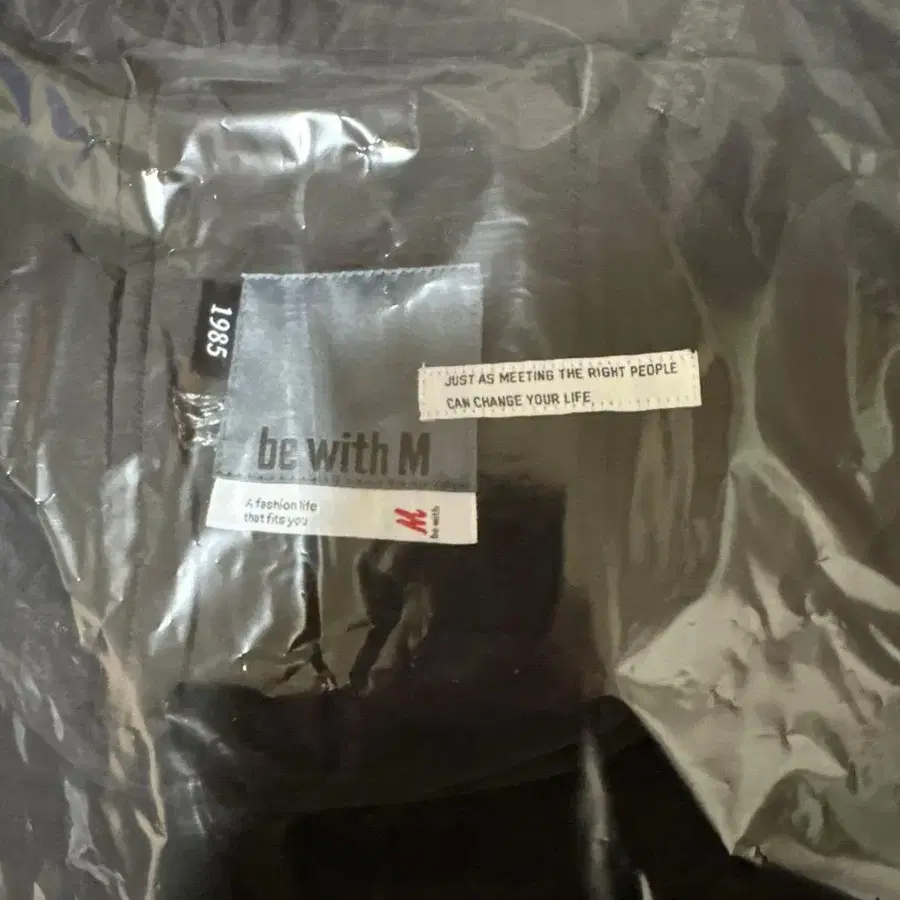 1985
be with M
A fashion life
that fits you
M
be with
JUST AS MEETING THE RIGHT PEOPLE
CAN CHANGE YOUR LIFE